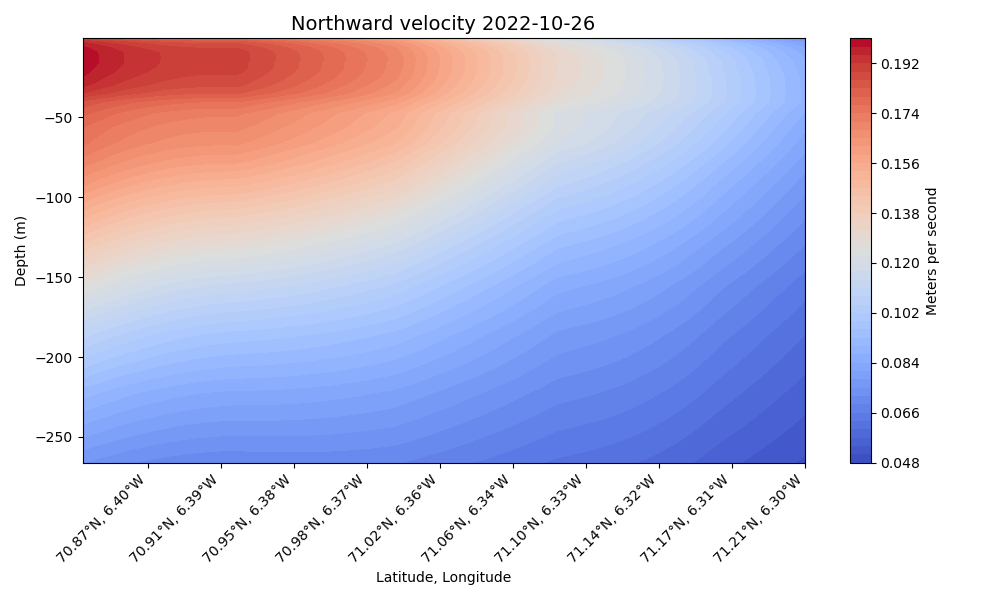 Northward velocity 2022-10-26
Depth (m)
−50
−100
−150
−200
−250
70.87°N, 6.40°W
70.91°N, 6.39°W
70.95°N, 6.38°W
70.98°N, 6.37°W
71.02°N, 6.36°W
71.06°N, 6.34°W
71.10°N, 6.33°W
71.14°N, 6.32°W
71.17°N, 6.31°W
71.21°N, 6.30°W
Latitude, Longitude
0.192
0.174
0.156
0.138
0.120
0.102
0.084
0.066
0.048
Meters per second